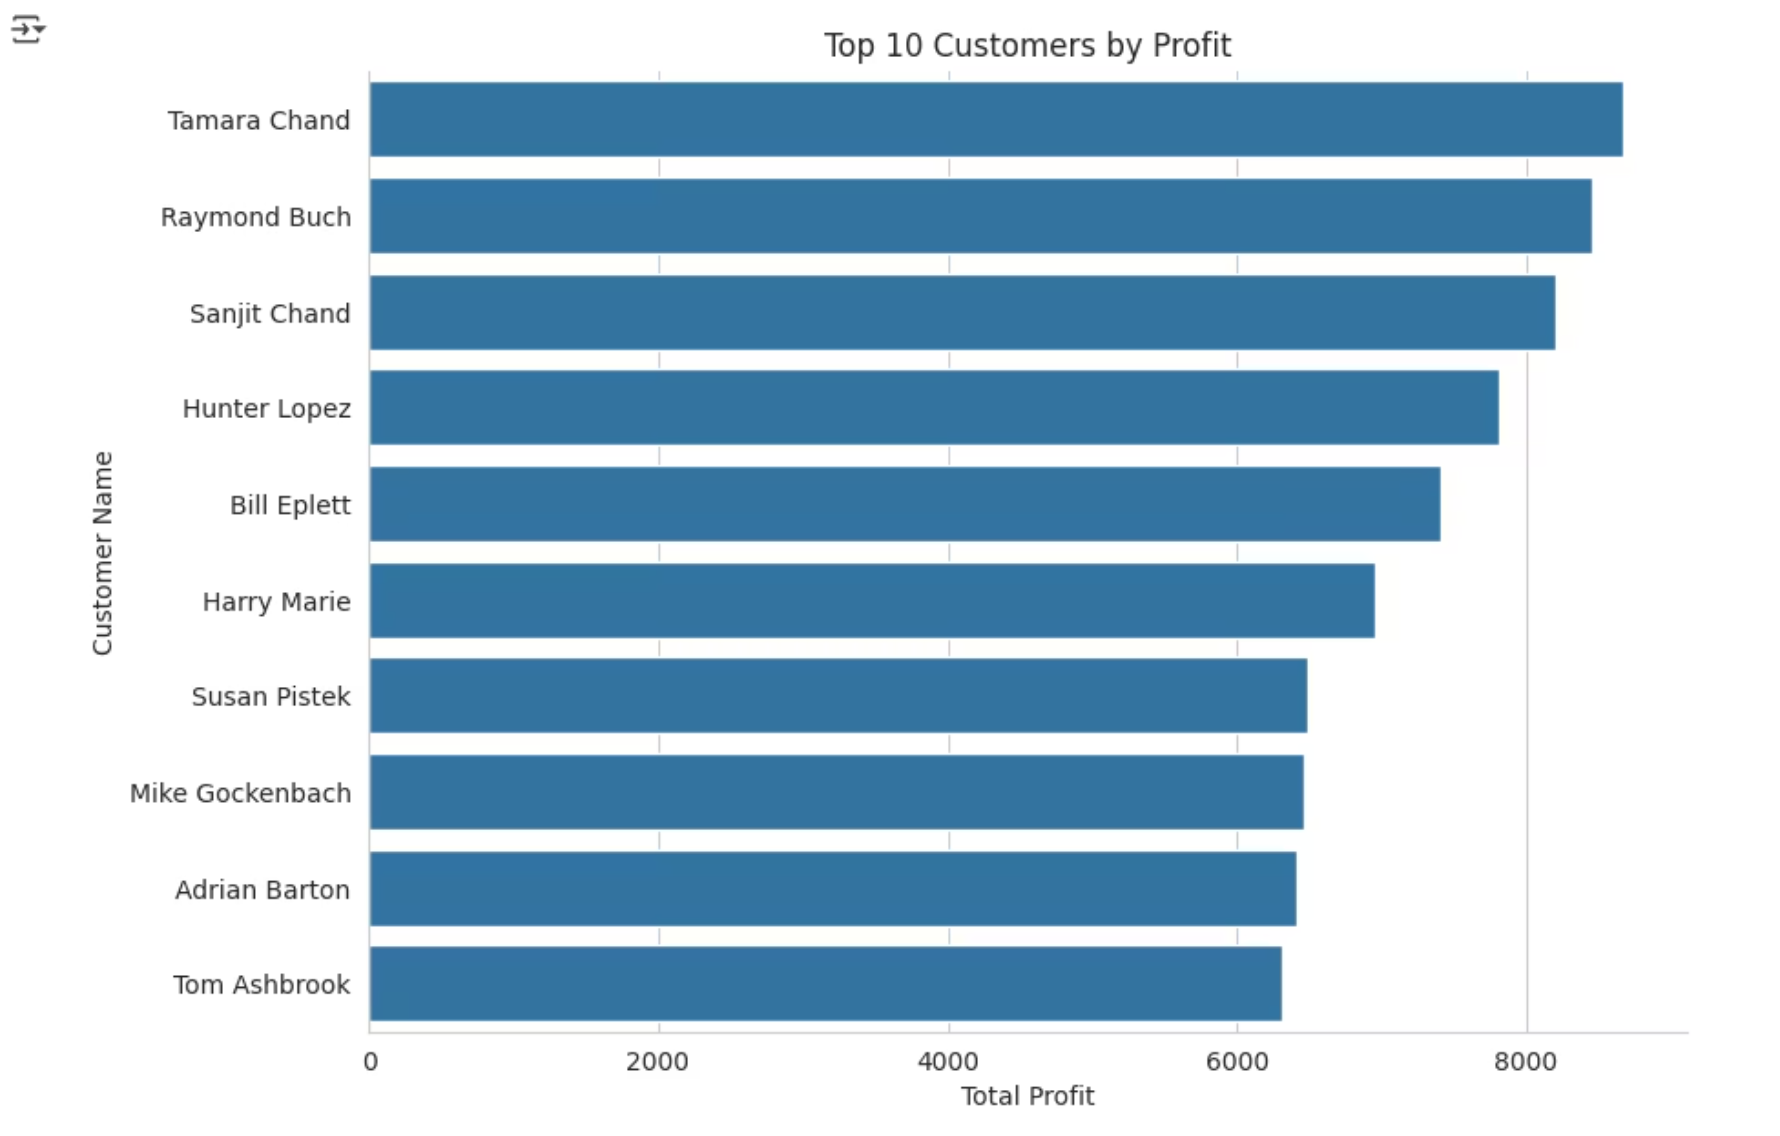 Top 10 Customers by Profit
Tamara Chand
Raymond Buch
Sanjit Chand
Hunter Lopez
Bill Eplett
Harry Marie
Susan Pistek
Mike Gockenbach
Adrian Barton
Tom Ashbrook
Customer Name
0 2000 4000 6000 8000
Total Profit